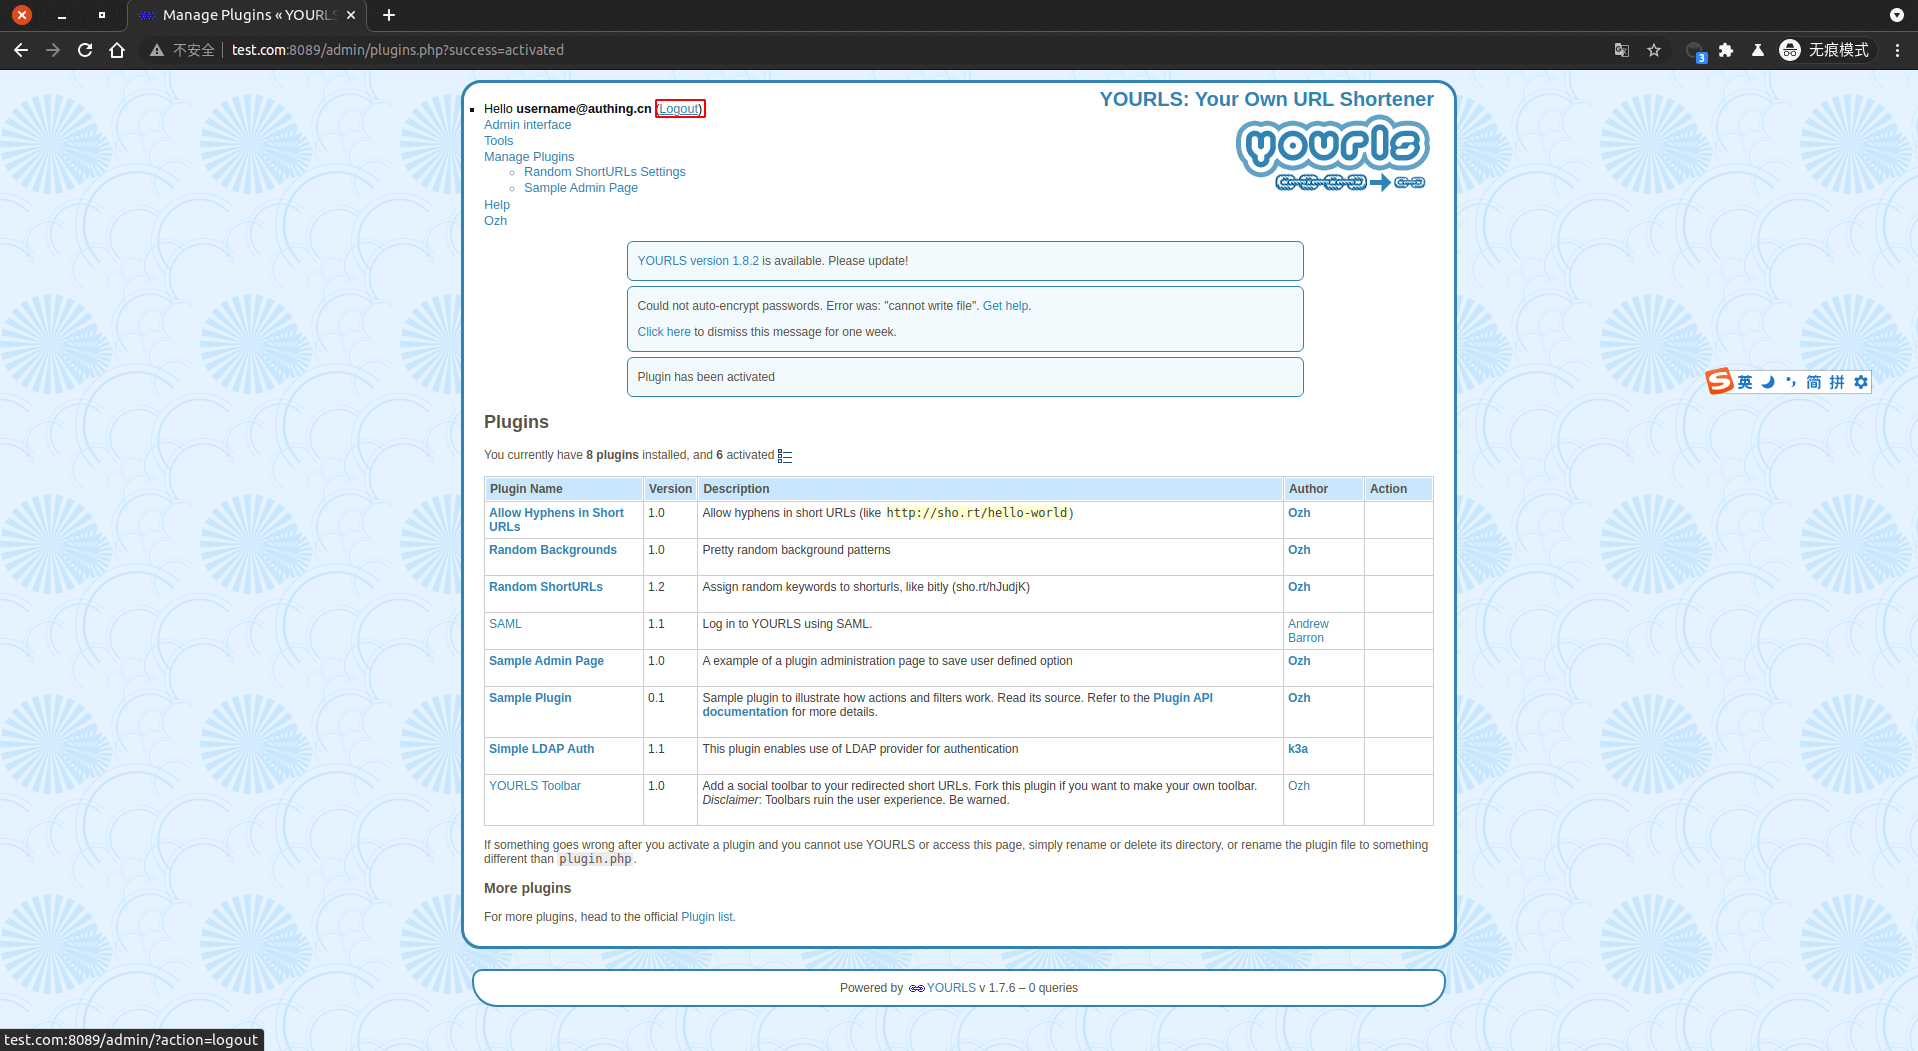 Manage Plugins « YOURLS
不安全 test.com:8089/admin/plugins.php?success=activated
3
无痕模式
Hello username@authing.cn (Logout)
Admin interface
Tools
Manage Plugins
Random ShortURLs Settings
Sample Admin Page
Help
Ozh
YOURLS: Your Own URL Shortener
yourls
YOURLS version 1.8.2 is available. Please update!
Could not auto-encrypt passwords. Error was: "cannot write file". Get help.
Click here to dismiss this message for one week.
Plugin has been activated
英 简 拼
Plugins
You currently have 8 plugins installed, and 6 activated
Plugin Name Version Description Author Action
Allow Hyphens in Short 1.0 Allow hyphens in short URLs (like http://sho.rt/hello-world) Ozh
URLs
Random Backgrounds 1.0 Pretty random background patterns Ozh
Random ShortURLs 1.2 Assign random keywords to shorturls, like bitly (sho.rt/hJudjK) Ozh
SAML 1.1 Log in to YOURLS using SAML. Andrew
Barron
Sample Admin Page 1.0 A example of a plugin administration page to save user defined option Ozh
Sample Plugin 0.1 Sample plugin to illustrate how actions and filters work. Read its source. Refer to the Plugin API Ozh
documentation for more details.
Simple LDAP Auth 1.1 This plugin enables use of LDAP provider for authentication k3a
YOURLS Toolbar 1.0 Add a social toolbar to your redirected short URLs. Fork this plugin if you want to make your own toolbar. Ozh
Disclaimer: Toolbars ruin the user experience. Be warned.
If something goes wrong after you activate a plugin and you cannot use YOURLS or access this page, simply rename or delete its directory, or rename the plugin file to something
different than plugin.php.
More plugins
For more plugins, head to the official Plugin list.
Powered by YOURLS v 1.7.6 – 0 queries
test.com:8089/admin/?action=logout